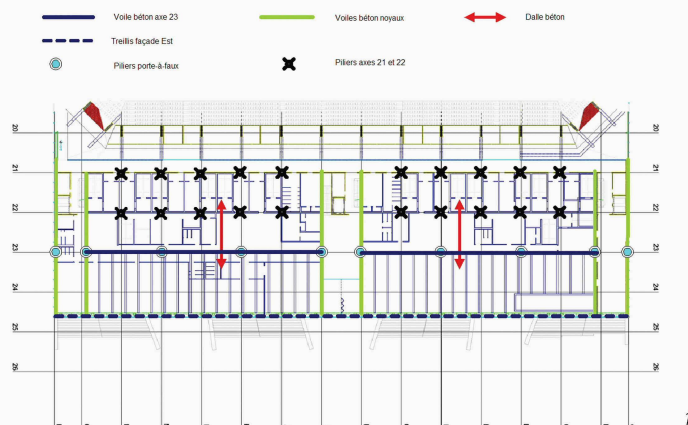 Voile béton axe 23 Voiles béton noyaux Dalle béton
Treillis façade Est
Piliers porte-à-faux Piliers axes 21 et 22
20 20
21 21
22 22
23 23
24 24
25 25
26 26